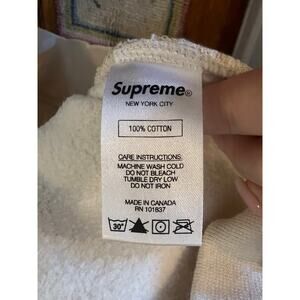 Supreme®
NEW YORK CITY
100% COTTON
CARE INSTRUCTIONS:
MACHINE WASH COLD
DO NOT BLEACH
TUMBLE DRY LOW
DO NOT IRON
MADE IN CANADA
RN 101837
30°